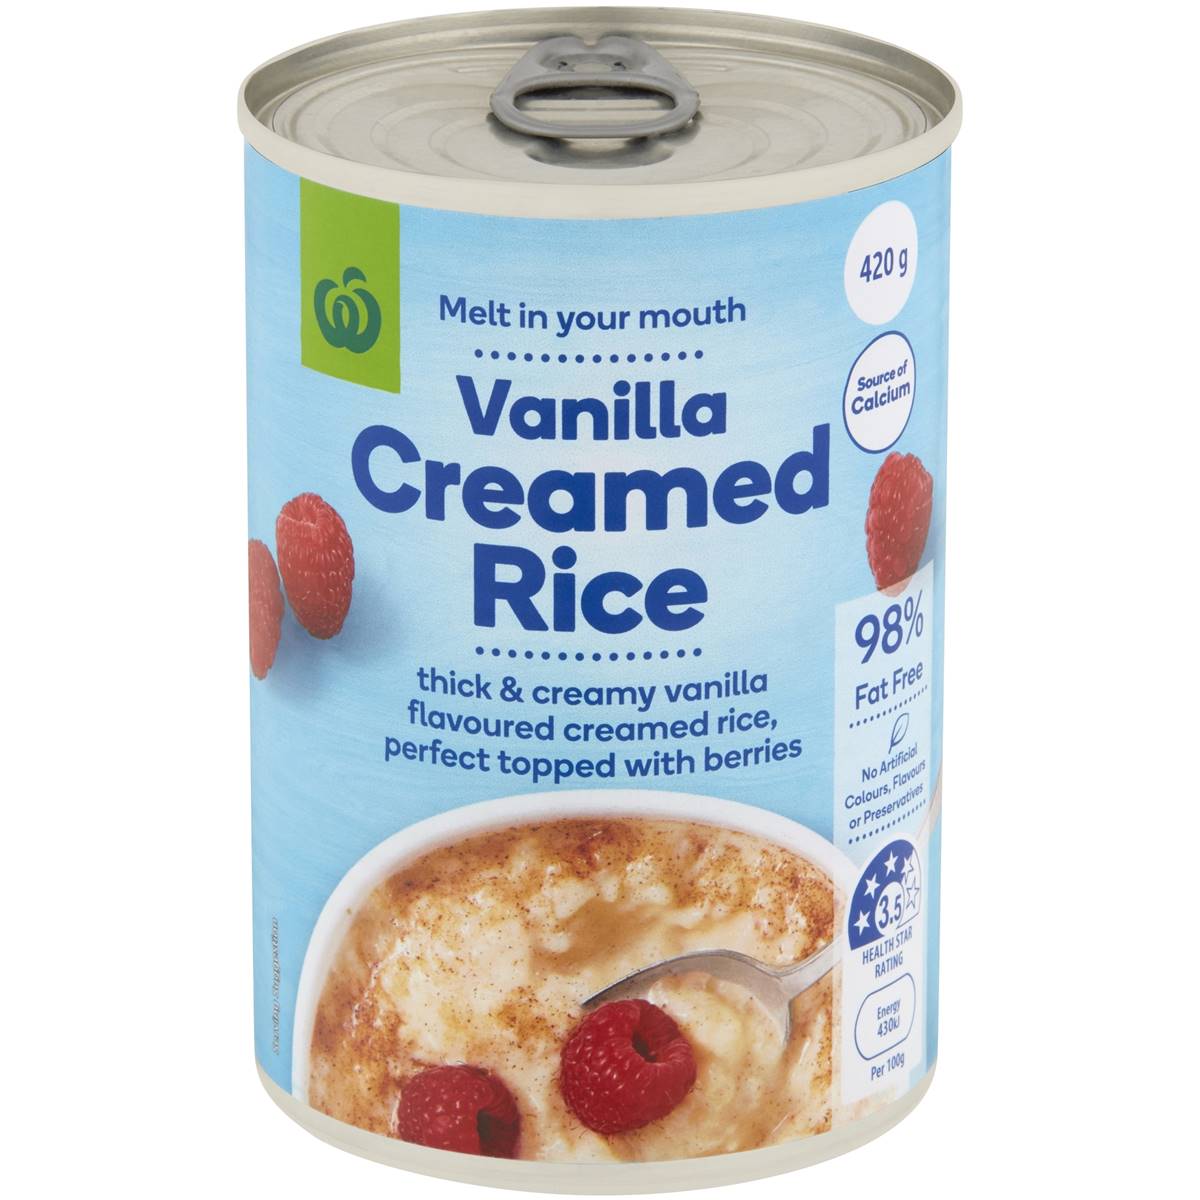 420 g
Melt in your mouth
Source of
Calcium
Vanilla
Creamed
Rice
thick & creamy vanilla
flavoured creamed rice,
perfect topped with berries
98%
Fat Free
No Artificial
Colours, Flavours
or Preservatives
3.5
HEALTH STAR
RATING
Energy
430kJ
Per 100g
Serving Suggestion